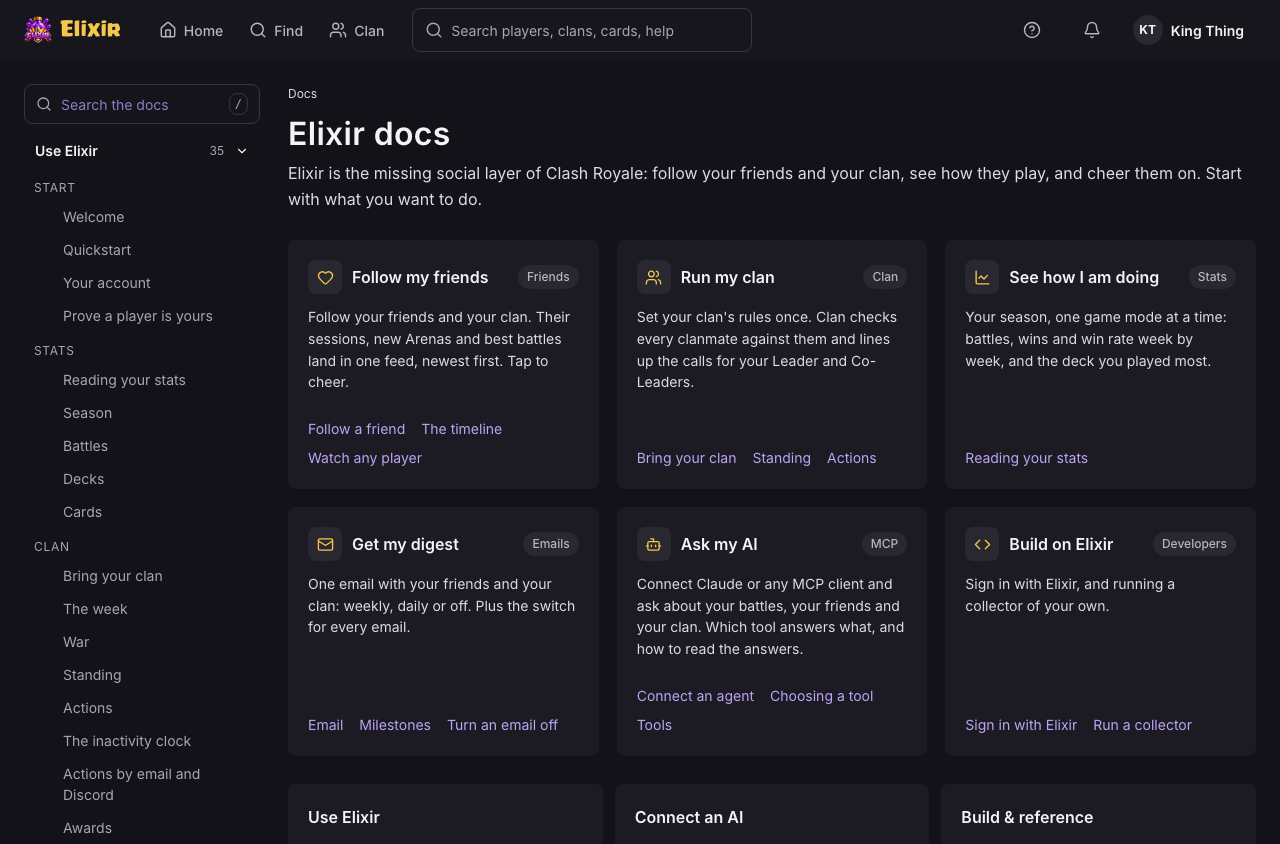 Elixir
Home
Find
Clan
Search players, clans, cards, help
KT
King Thing
Search the docs
/
Use Elixir
35
START
Welcome
Quickstart
Your account
Prove a player is yours
STATS
Reading your stats
Season
Battles
Decks
Cards
CLAN
Bring your clan
The week
War
Standing
Actions
The inactivity clock
Actions by email and
Discord
Awards
Docs
Elixir docs
Elixir is the missing social layer of Clash Royale: follow your friends and your clan, see how they play, and cheer them on. Start
with what you want to do.
Follow my friends
Friends
Follow your friends and your clan. Their
sessions, new Arenas and best battles
land in one feed, newest first. Tap to
cheer.
Follow a friend
The timeline
Watch any player
Run my clan
Clan
Set your clan's rules once. Clan checks
every clanmate against them and lines
up the calls for your Leader and Co-
Leaders.
Bring your clan
Standing
Actions
See how I am doing
Stats
Your season, one game mode at a time:
battles, wins and win rate week by
week, and the deck you played most.
Reading your stats
Get my digest
Emails
One email with your friends and your
clan: weekly, daily or off. Plus the switch
for every email.
Email
Milestones
Turn an email off
Ask my AI
MCP
Connect Claude or any MCP client and
ask about your battles, your friends and
your clan. Which tool answers what, and
how to read the answers.
Connect an agent
Choosing a tool
Tools
Build on Elixir
Developers
Sign in with Elixir, and running a
collector of your own.
Sign in with Elixir
Run a collector
Use Elixir
Connect an AI
Build & reference